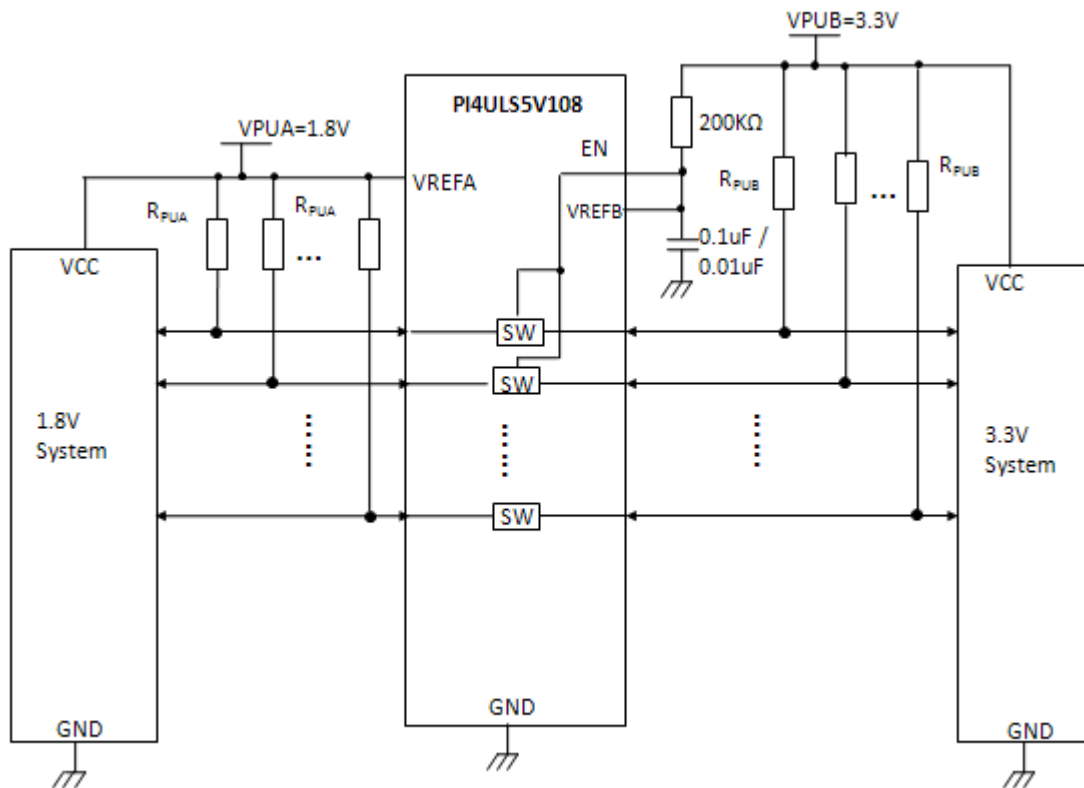 VPUB=3.3V
PI4ULS5V108
200KΩ
VPUA=1.8V
EN
VREFA
RPUB
RPUB
...
RPUA
RPUA
VREFB
0.1uF /
0.01uF
...
VCC
VCC
SW
SW
1.8V
System
3.3V
System
SW
GND
GND
GND